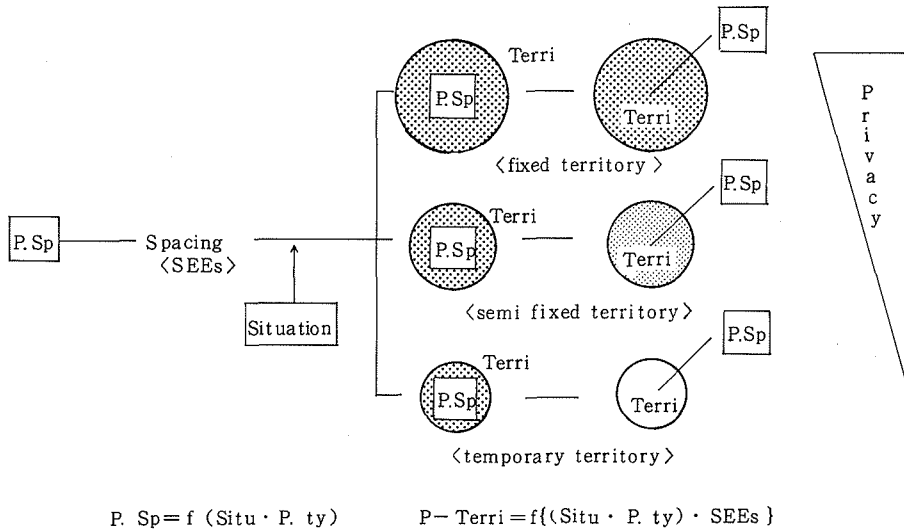 P.Sp
Terri
P.Sp
Terri
<fixed territory>
P.Sp
Spacing
<SEEs>
Situation
Terri
P.Sp
P.Sp
Terri
<semi fixed territory>
Terri
P.Sp
P.Sp
Terri
<temporary territory>
Privacy
P. Sp=f (Situ・P. ty)
P−Terri=f{(Situ・P. ty)・SEEs}